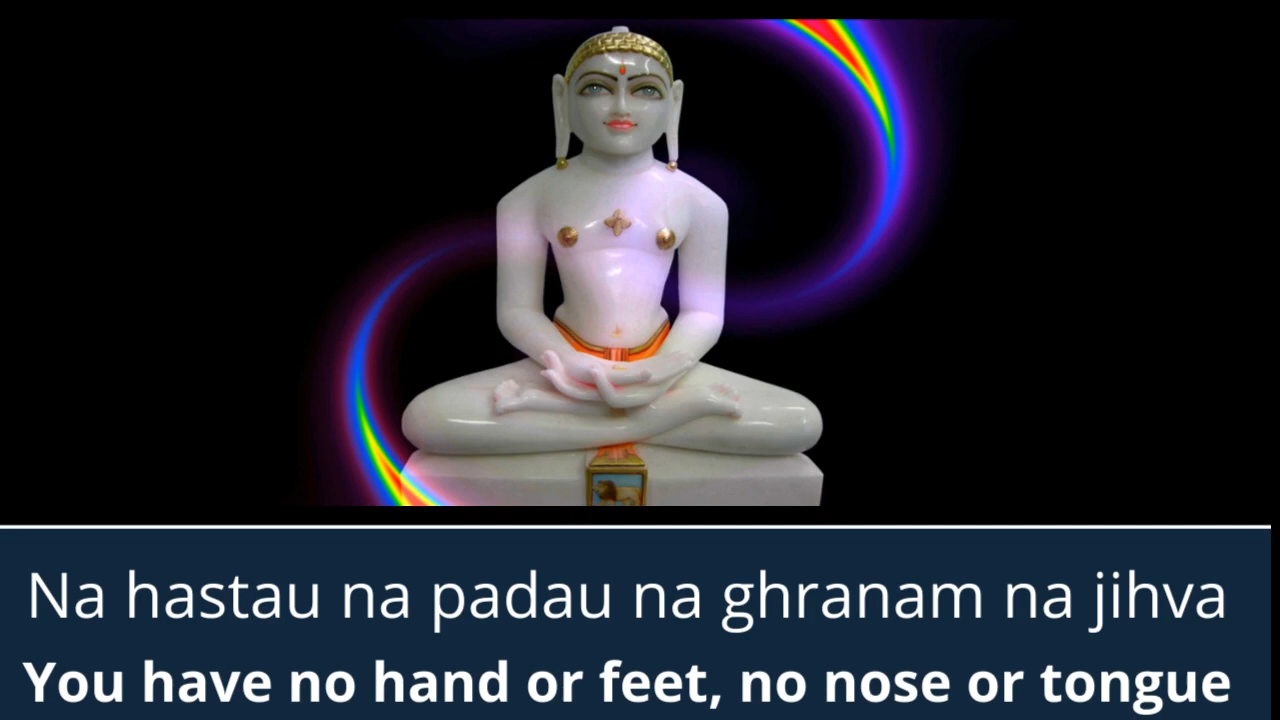 Na hastau na padau na ghranam na jihva
You have no hand or feet, no nose or tongue